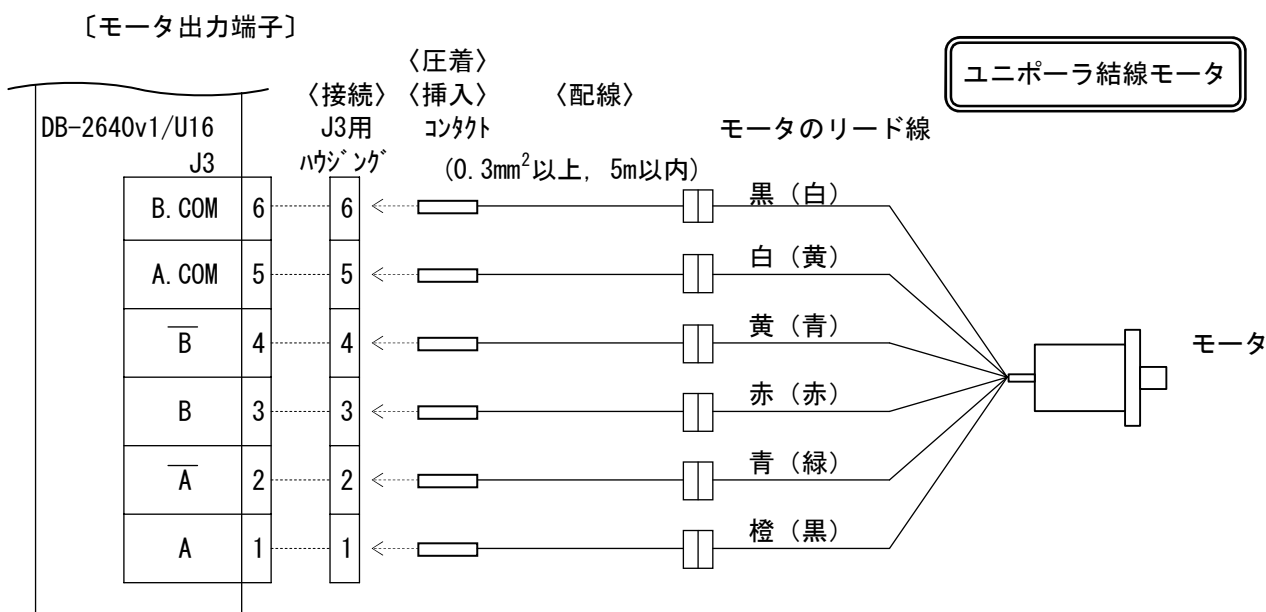 〔モータ出力端子〕
ユニポーラ結線モータ
〈圧着〉
〈接続〉〈挿入〉 〈配線〉
DB-2640v1/U16 J3用 ｺﾝﾀｸﾄ モータのリード線
J3 ﾊｳｼﾞﾝｸﾞ (0.3mm²以上, 5m以内)
B.COM 6 6 黒（白）
A.COM 5 5 白（黄）
B̅ 4 4 黄（青）
モータ
B 3 3 赤（赤）
A̅ 2 2 青（緑）
A 1 1 橙（黒）